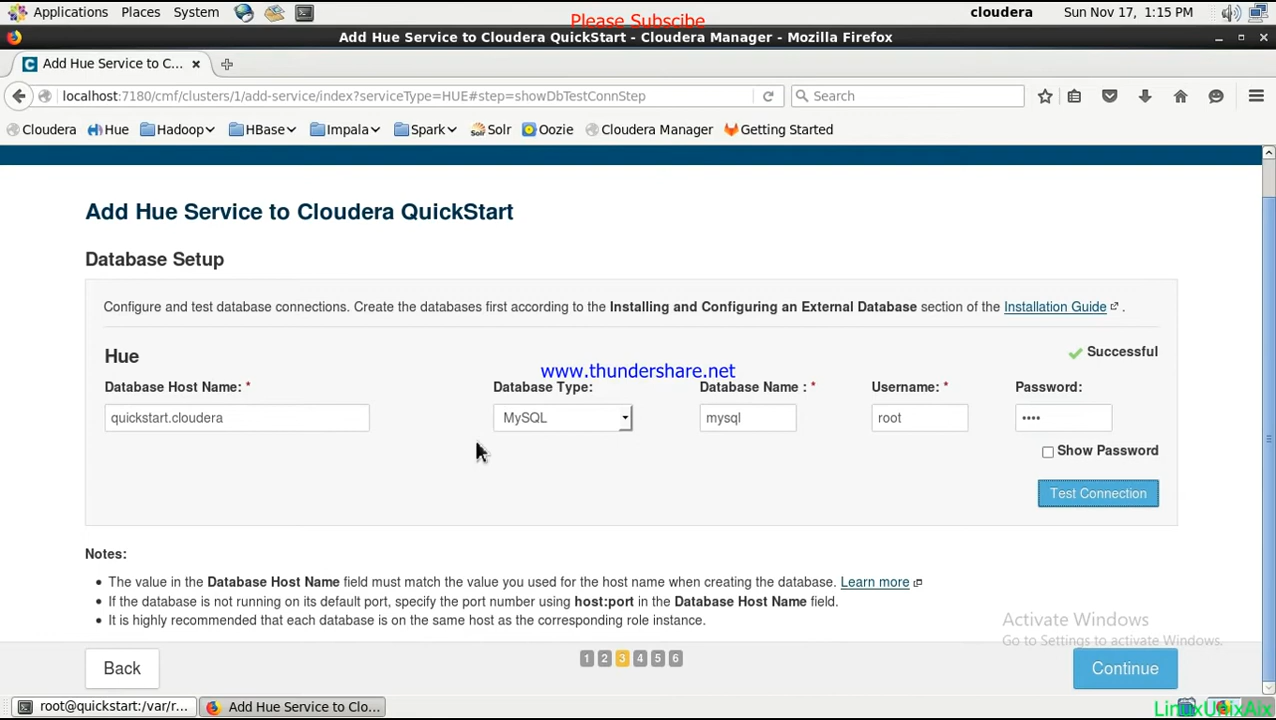 Applications Places System cloudera Sun Nov 17, 1:15 PM
Please Subscibe
Add Hue Service to Cloudera QuickStart - Cloudera Manager - Mozilla Firefox
Add Hue Service to C...
localhost:7180/cmf/clusters/1/add-service/index?serviceType=HUE#step=showDbTestConnStep Search
Cloudera Hue Hadoop HBase Impala Spark Solr Oozie Cloudera Manager Getting Started
Add Hue Service to Cloudera QuickStart
Database Setup
Configure and test database connections. Create the databases first according to the Installing and Configuring an External Database section of the Installation Guide .
Hue Successful
www.thundershare.net
Database Host Name: * Database Type: Database Name : * Username: * Password:
quickstart.cloudera MySQL mysql root ••••
Show Password
Test Connection
Notes:
• The value in the Database Host Name field must match the value you used for the host name when creating the database. Learn more
• If the database is not running on its default port, specify the port number using host:port in the Database Host Name field.
• It is highly recommended that each database is on the same host as the corresponding role instance.
Activate Windows
Go to Settings to activate Windows.
Back 1 2 3 4 5 6 Continue
root@quickstart:/var/r... Add Hue Service to Clo...
LinuxUnixAix